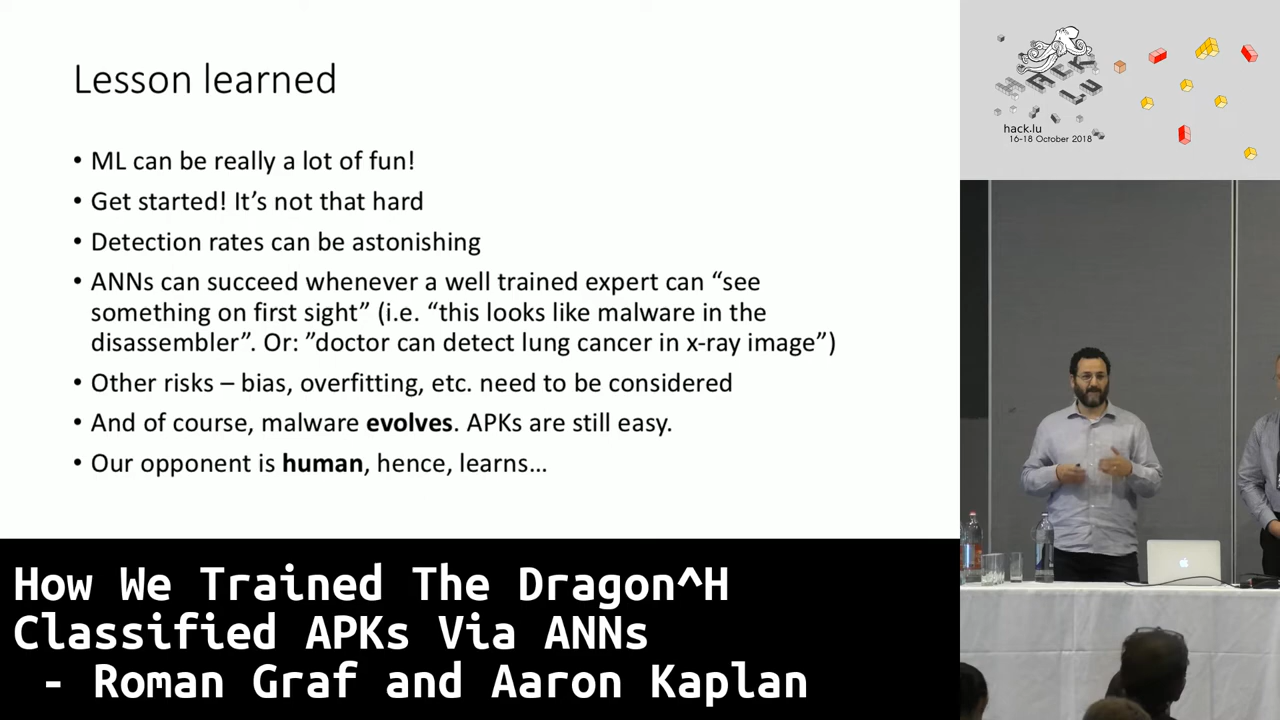 Lesson learned
• ML can be really a lot of fun!
• Get started! It's not that hard
• Detection rates can be astonishing
• ANNs can succeed whenever a well trained expert can “see
something on first sight” (i.e. “this looks like malware in the
disassembler”. Or: ”doctor can detect lung cancer in x-ray image”)
• Other risks – bias, overfitting, etc. need to be considered
• And of course, malware evolves. APKs are still easy.
• Our opponent is human, hence, learns...
HACK
LU
hack.lu
16-18 October 2018
How We Trained The Dragon^H
Classified APKs Via ANNs
- Roman Graf and Aaron Kaplan